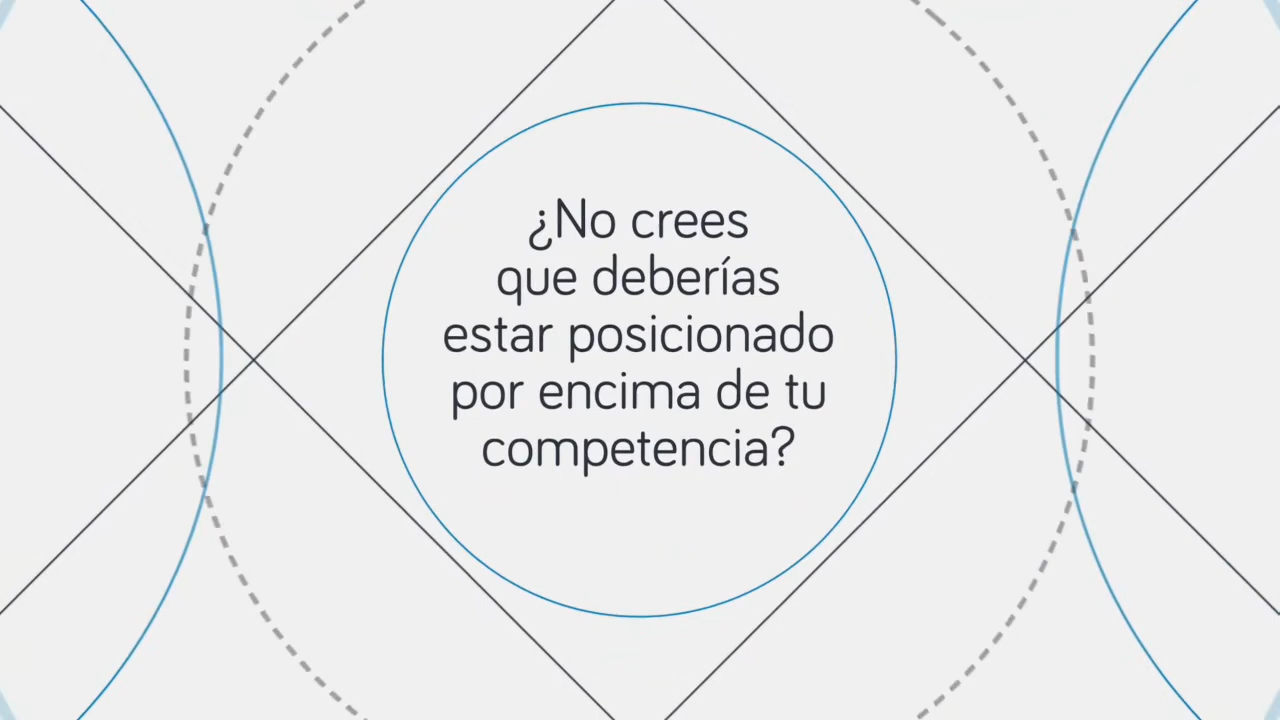 ¿No crees
que deberías
estar posicionado
por encima de tu
competencia?